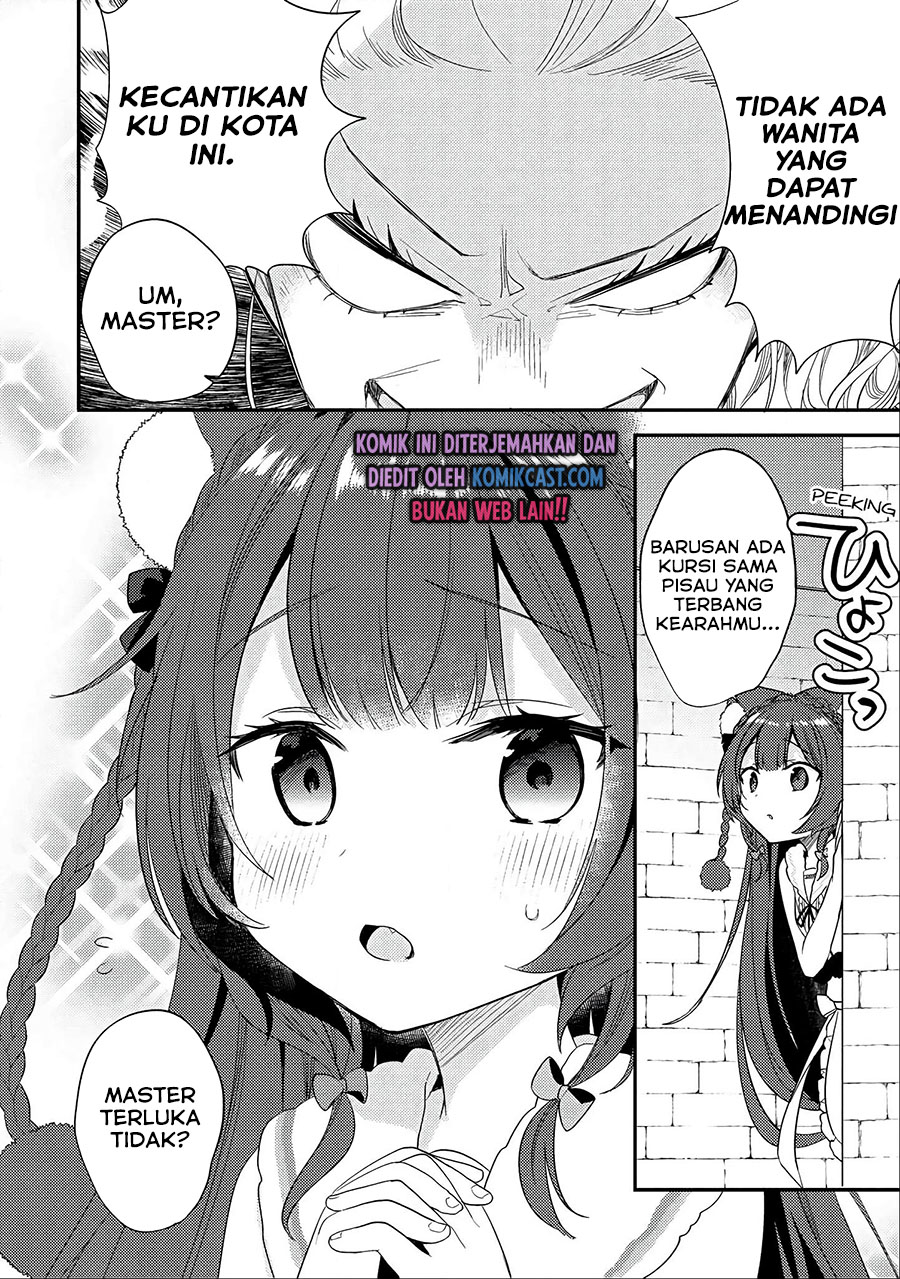 TIDAK ADA
WANITA
YANG
DAPAT
MENANDINGI
KECANTIKAN
KU DI KOTA
INI.
UM,
MASTER?
KOMIK INI DITERJEMAHKAN DAN
DIEDIT OLEH KOMIKCAST.COM
BUKAN WEB LAIN!!
PEEKING
ひょこっ
BARUSAN ADA
KURSI SAMA
PISAU YANG
TERBANG
KEARAHMU...
MASTER
TERLUKA
TIDAK?